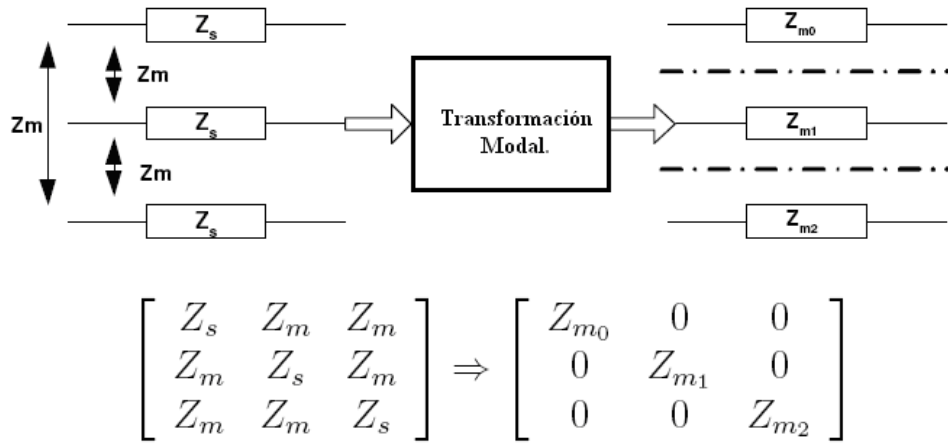 Z_s Z_m0
Zm
Zm Z_s Transformación Modal. Z_m1
Zm
Z_s Z_m2
[ Z_s Z_m Z_m ] [ Z_m0 0 0 ]
[ Z_m Z_s Z_m ] ⇒ [ 0 Z_m1 0 ]
[ Z_m Z_m Z_s ] [ 0 0 Z_m2 ]